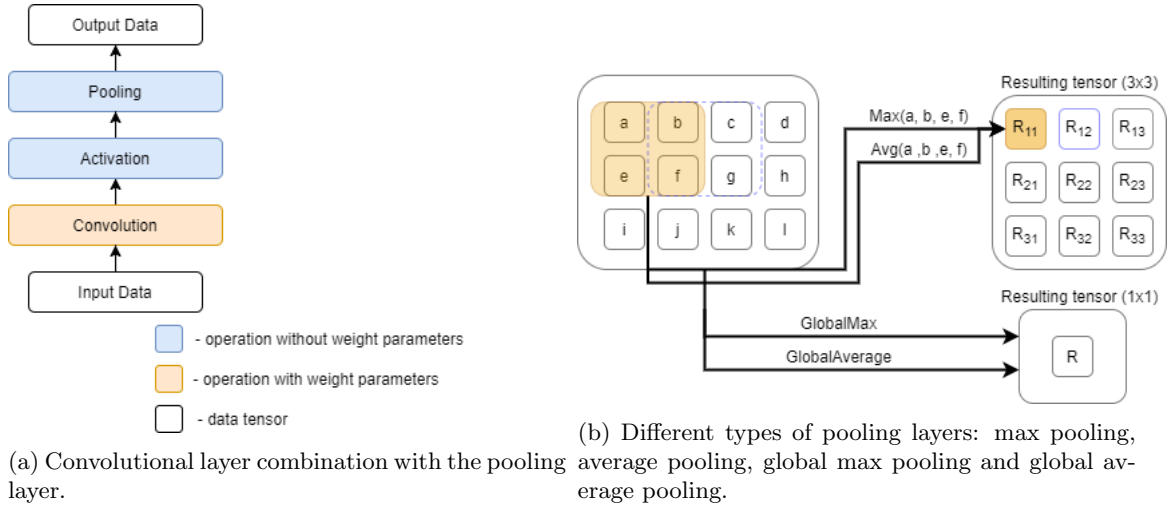 Output Data
Pooling
Activation
Convolution
Input Data
- operation without weight parameters
- operation with weight parameters
- data tensor
(a) Convolutional layer combination with the pooling
layer.
a b c d
e f g h
i j k l
Max(a, b, e, f)
Avg(a ,b ,e, f)
Resulting tensor (3x3)
R11 R12 R13
R21 R22 R23
R31 R32 R33
Resulting tensor (1x1)
GlobalMax
GlobalAverage
R
(b) Different types of pooling layers: max pooling,
average pooling, global max pooling and global av-
erage pooling.